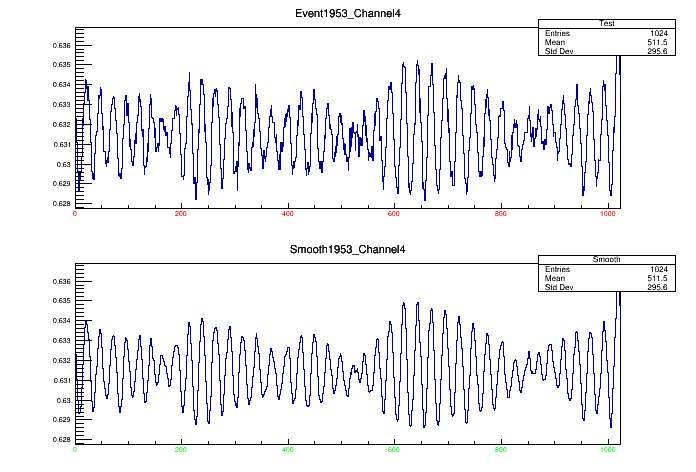 Event1953_Channel4
Test
Entries 1024
Mean 511.5
Std Dev 295.6
0.636
0.635
0.634
0.633
0.632
0.631
0.63
0.629
0.628
0 200 400 600 800 1000
Smooth1953_Channel4
Smooth
Entries 1024
Mean 511.5
Std Dev 295.6
0.636
0.635
0.634
0.633
0.632
0.631
0.63
0.629
0.628
0 200 400 600 800 1000